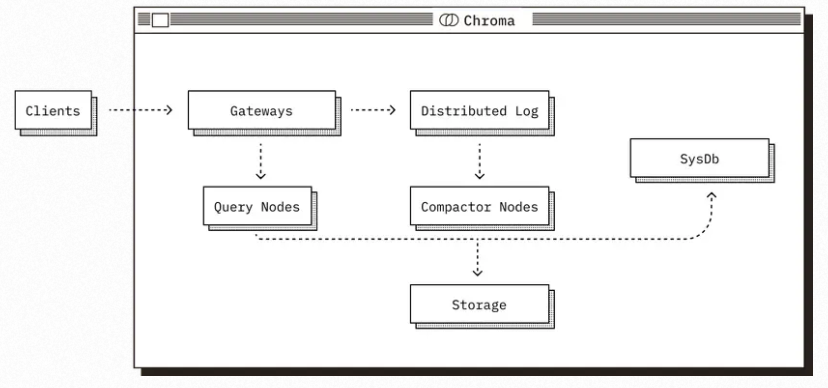 Chroma
Clients
Gateways
Distributed Log
SysDb
Query Nodes
Compactor Nodes
Storage